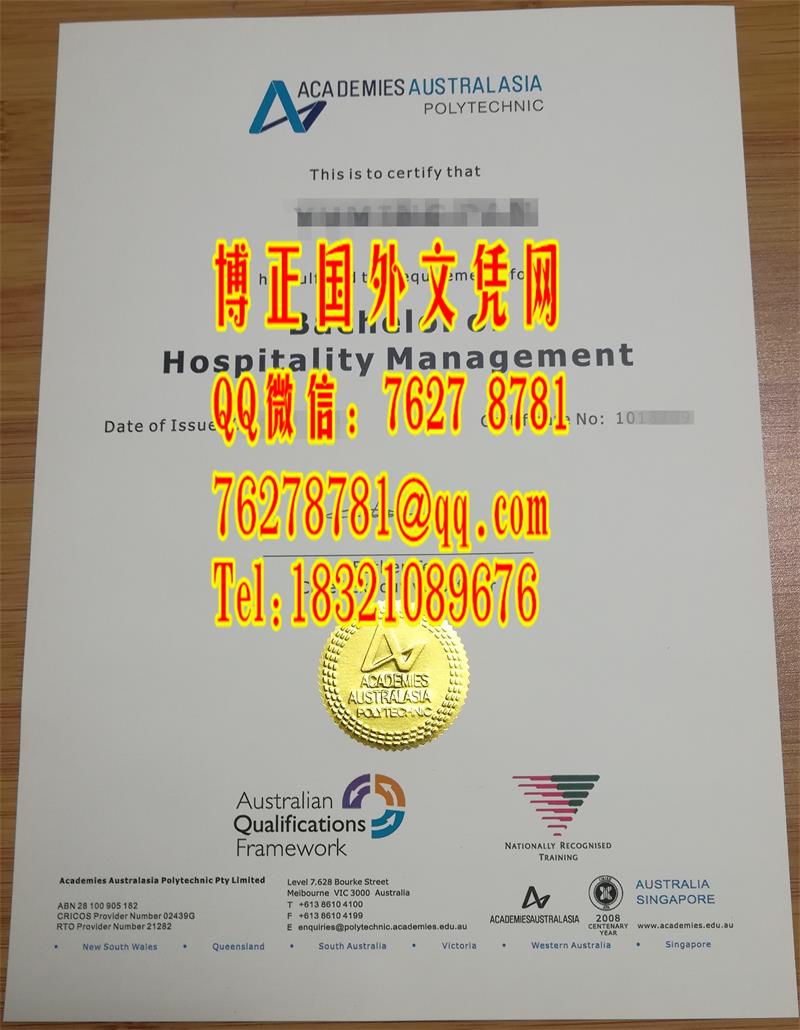 ACADEMIES AUSTRALASIA
POLYTECHNIC
This is to certify that
博正国外文凭网
Bachelor of
Hospitality Management
Date of Issue
Certificate No:
QQ微信：7627 8781
76278781@qq.com
Tel:18321089676
ACADEMIES
AUSTRALASIA
POLYTECHNIC
Australian
Qualifications
Framework
NATIONALLY RECOGNISED
TRAINING
Academies Australasia Polytechnic Pty Limited
ABN 28 100 905 182
CRICOS Provider Number 02439G
RTO Provider Number 21282
Level 7.628 Bourke Street
Melbourne VIC 3000 Australia
T +613 8610 4100
F +613 8610 4199
E enquiries@polytechnic.academies.edu.au
ACADEMIESAUSTRALASIA
2008
CENTENARY
YEAR
AUSTRALIA
SINGAPORE
www.academies.edu.au
• New South Wales • Queensland • South Australia • Victoria • Western Australia • Singapore